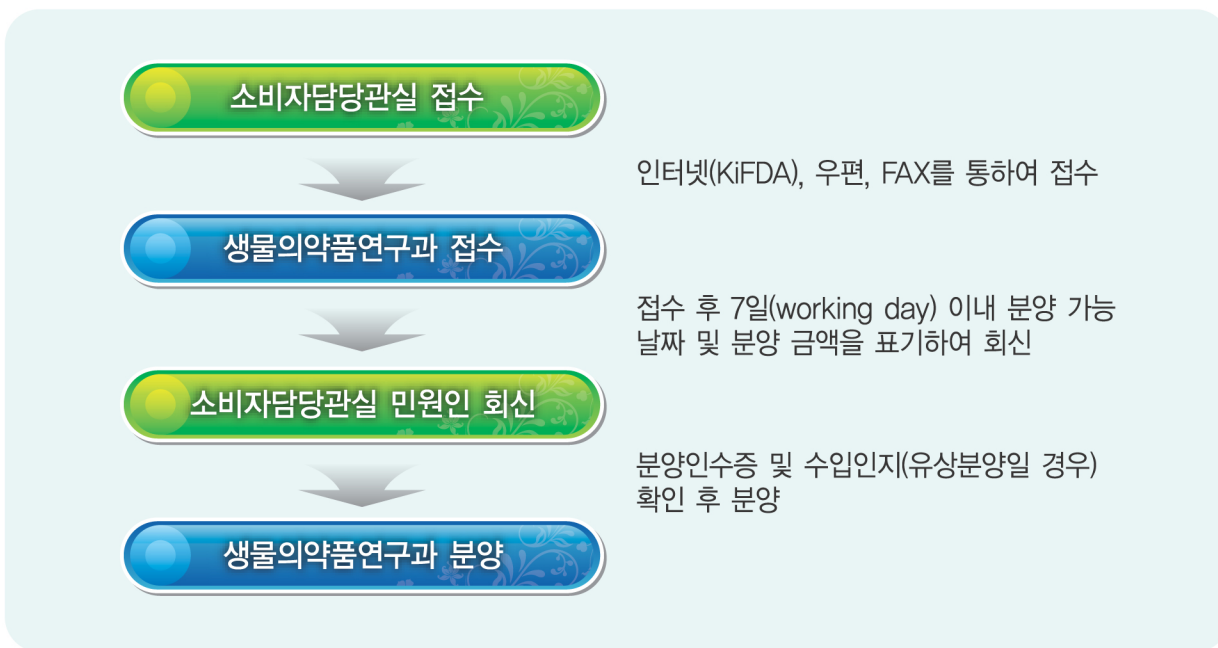 소비자담당관실 접수
인터넷(KiFDA), 우편, FAX를 통하여 접수
생물의약품연구과 접수
접수 후 7일(working day) 이내 분양 가능
날짜 및 분양 금액을 표기하여 회신
소비자담당관실 민원인 회신
분양인수증 및 수입인지(유상분양일 경우)
확인 후 분양
생물의약품연구과 분양